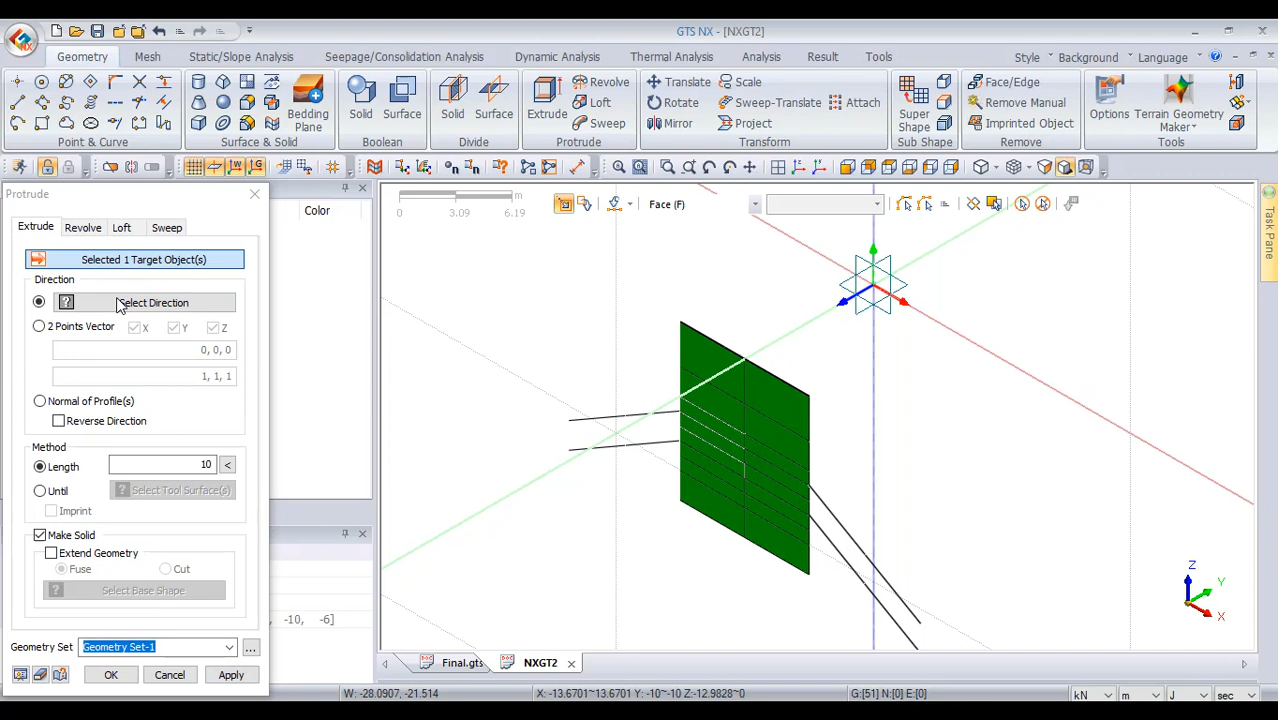 GTS NX - [NXGT2]
Geometry Mesh Static/Slope Analysis Seepage/Consolidation Analysis Dynamic Analysis Thermal Analysis Analysis Result Tools Style Background Language
Revolve Translate Scale Face/Edge
Loft Rotate Sweep-Translate Attach Remove Manual
Bedding Plane Solid Surface Solid Surface Extrude Sweep Mirror Project Super Shape Imprinted Object Options Terrain Geometry Maker
Point & Curve Surface & Solid Boolean Divide Protrude Transform Sub Shape Remove Tools
Protrude
Extrude Revolve Loft Sweep
Selected 1 Target Object(s)
Direction
Select Direction
2 Points Vector X Y Z
0, 0, 0
1, 1, 1
Normal of Profile(s)
Reverse Direction
Method
Length 10 <
Until Select Tool Surface(s)
Imprint
Make Solid
Extend Geometry
Fuse Cut
Select Base Shape
Geometry Set Geometry Set-1 ...
OK Cancel Apply
Color
, -10, -6]
m
0 3.09 6.19
Face (F)
Task Pane
Z
Y
X
Final.gts NXGT2
W: -28.0907, -21.514 X: -13.6701~13.6701 Y: -10~-10 Z:-12.9828~0 G:[51] N:[0] E:[0] kN m J sec